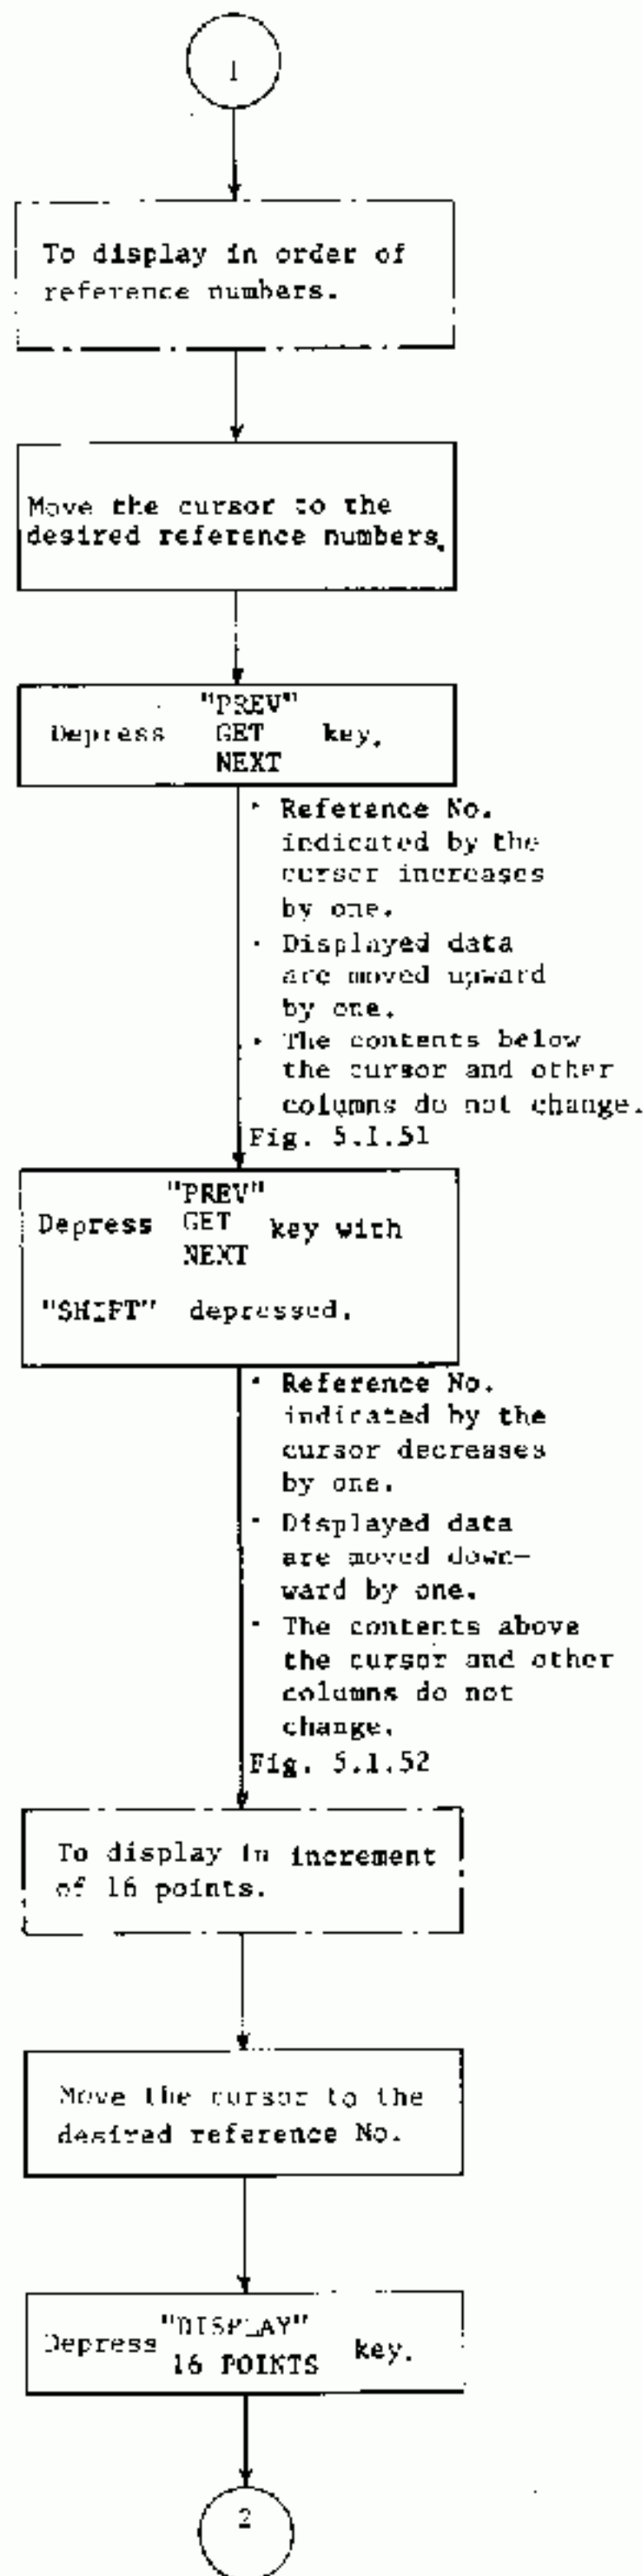 1
To display in order of
reference numbers.
Move the cursor to the
desired reference numbers.
"PREV"
Depress GET key.
NEXT
· Reference No.
indicated by the
cursor increases
by one.
· Displayed data
are moved upward
by one.
· The contents below
the cursor and other
columns do not change.
Fig. 5.1.51
"PREV"
Depress GET key with
NEXT
"SHIFT" depressed.
· Reference No.
indicated by the
cursor decreases
by one.
· Displayed data
are moved down-
ward by one.
· The contents above
the cursor and other
columns do not
change.
Fig. 5.1.52
To display in increment
of 16 points.
Move the cursor to the
desired reference No.
"DISPLAY"
Depress 16 POINTS key.
2